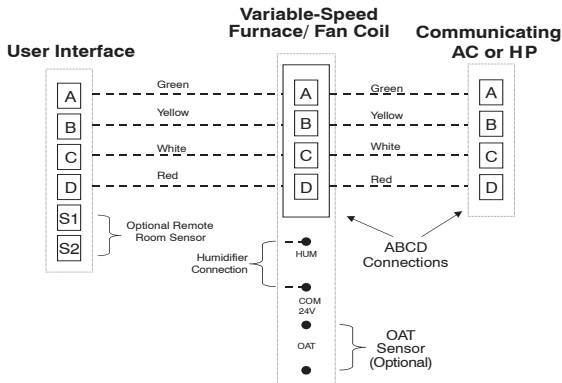 Variable-Speed
Furnace/ Fan Coil
User Interface
Communicating
AC or HP
A
Green
A
Green
A
B
Yellow
B
Yellow
B
C
White
C
White
C
D
Red
D
Red
D
S1
S2
Optional Remote
Room Sensor
ABCD
Connections
Humidifier
Connection
HUM
COM
24V
OAT
OAT
Sensor
(Optional)